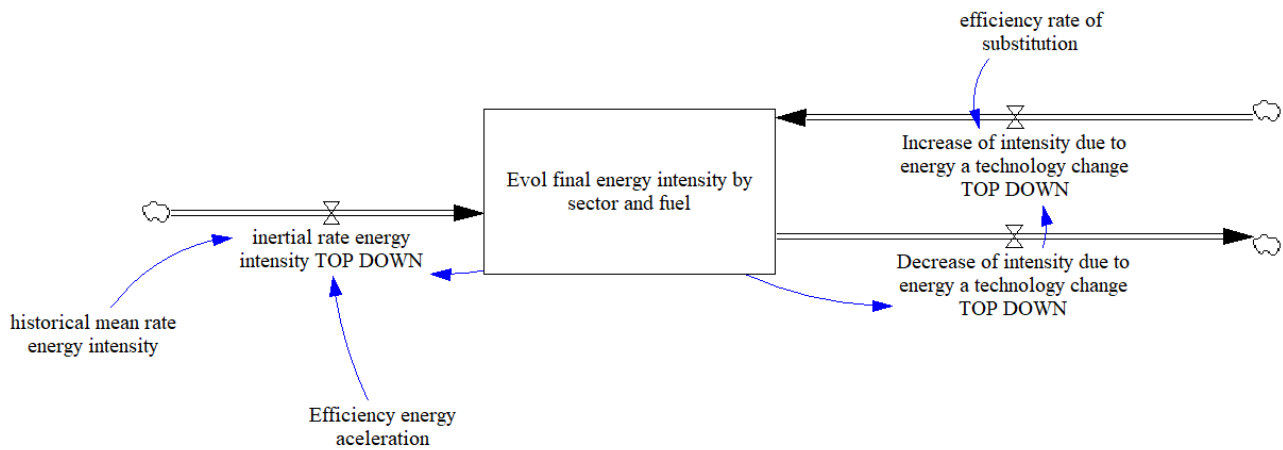 efficiency rate of
substitution
Increase of intensity due to
energy a technology change
TOP DOWN
Evol final energy intensity by
sector and fuel
inertial rate energy
intensity TOP DOWN
Decrease of intensity due to
energy a technology change
TOP DOWN
historical mean rate
energy intensity
Efficiency energy
aceleration